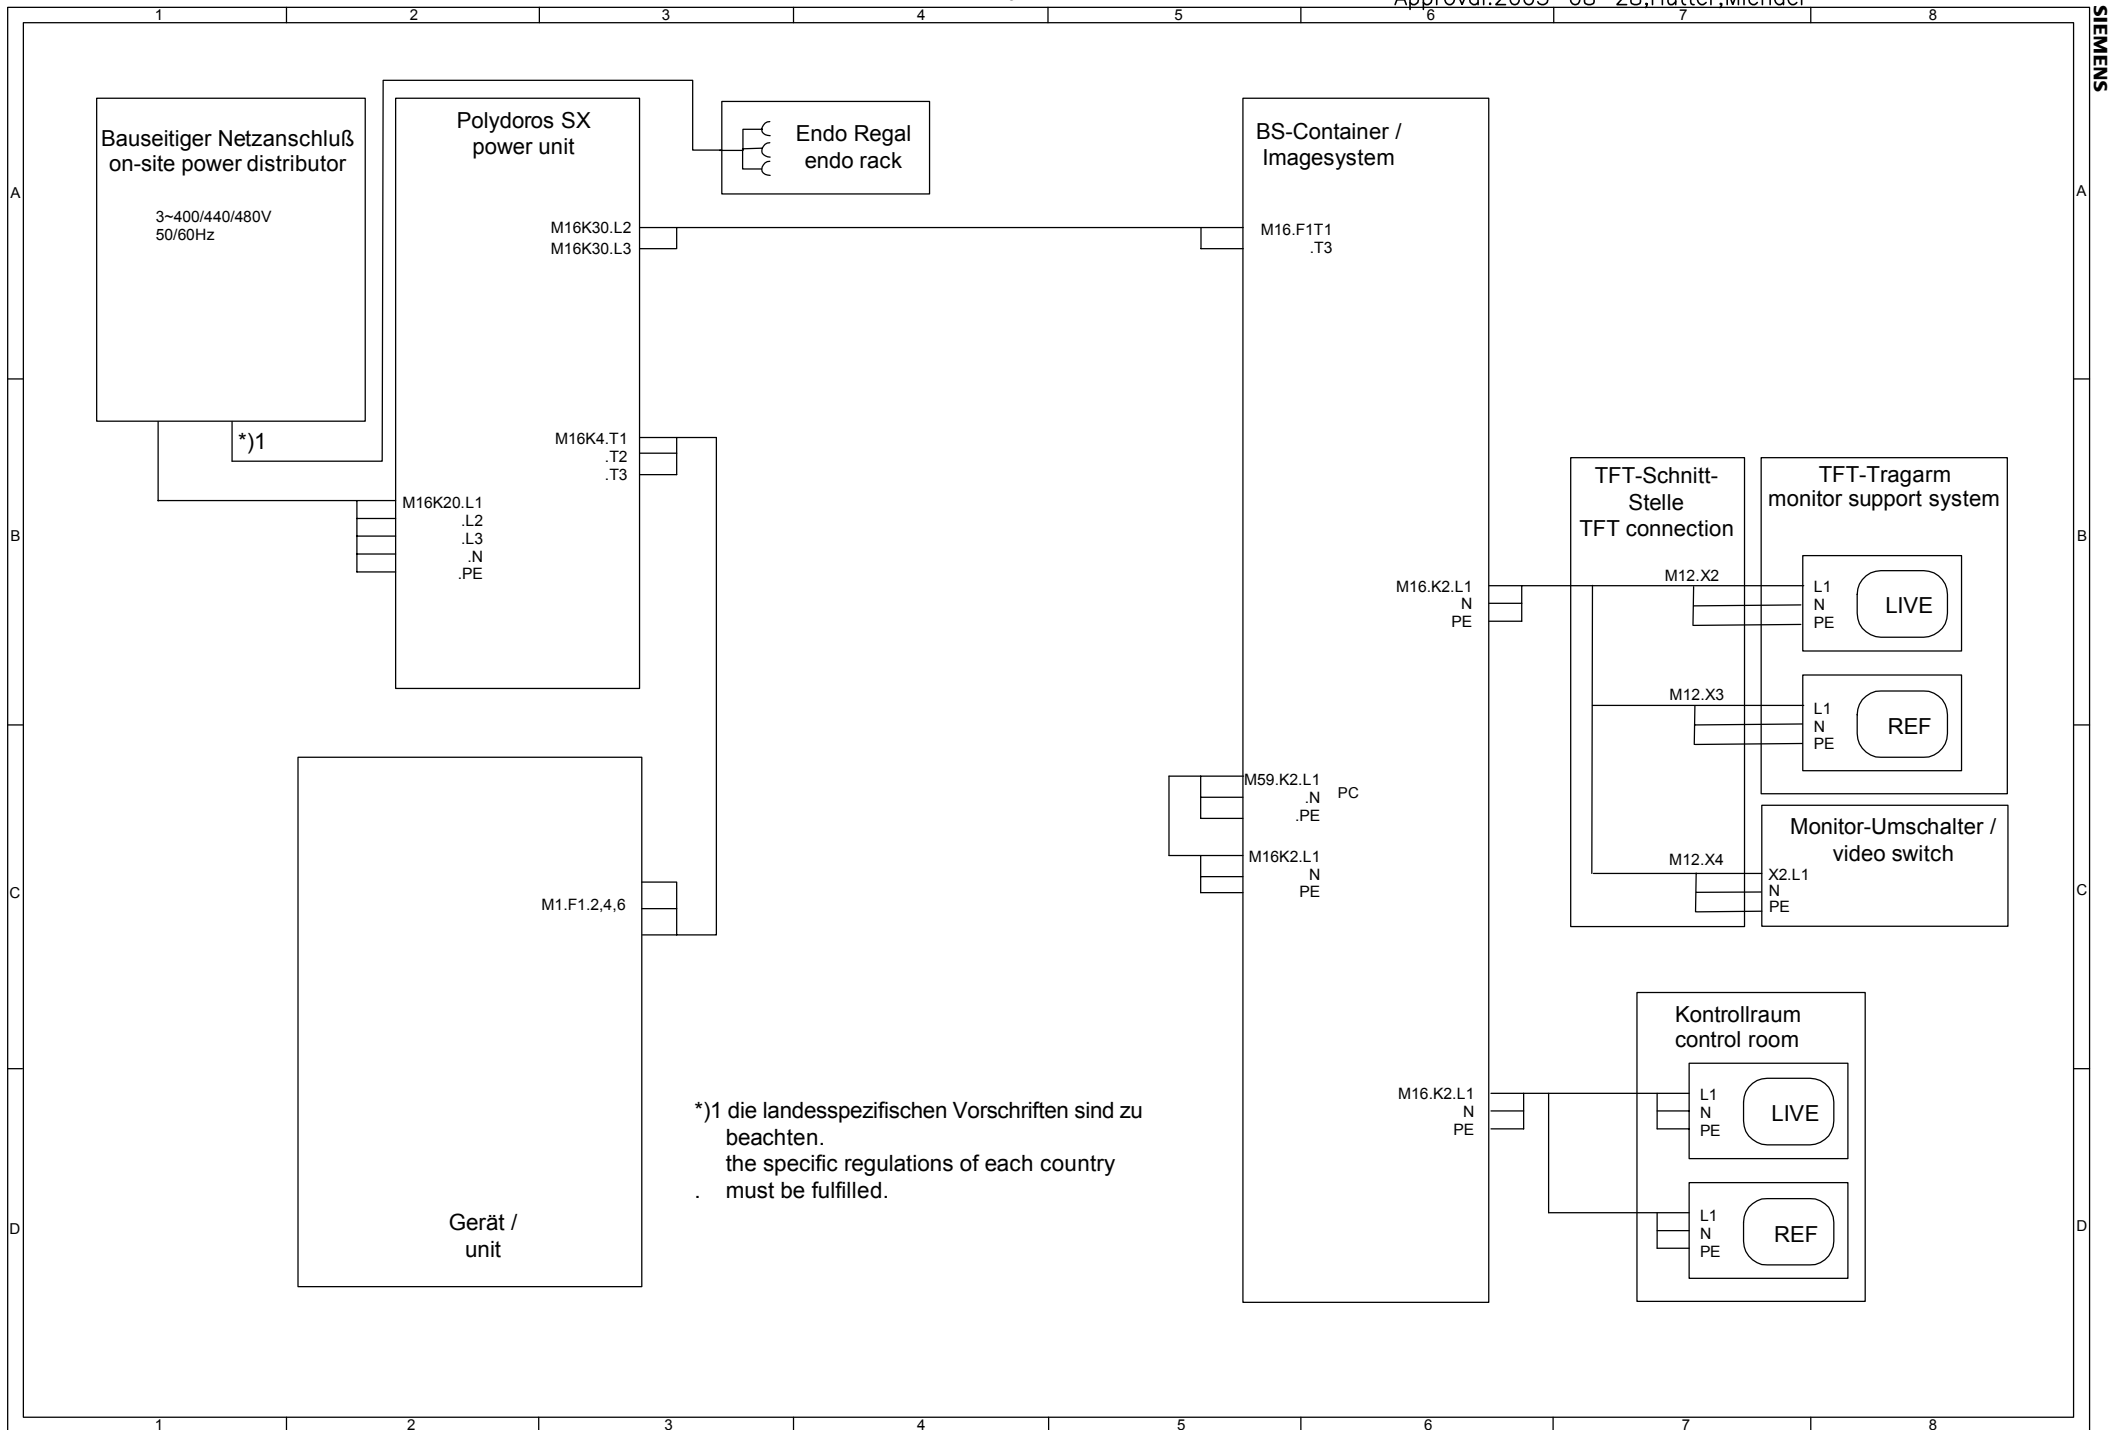 Approval:2003-08-28,Hutter,Michael
SIEMENS
1 2 3 4 5 6 7 8
A
A
Bauseitiger Netzanschluß
on-site power distributor
3~400/440/480V
50/60Hz
*)1
Polydoros SX
power unit
M16K30.L2
M16K30.L3
M16K4.T1
.T2
.T3
M16K20.L1
.L2
.L3
.N
.PE
Endo Regal
endo rack
BS-Container /
Imagesystem
M16.F1T1
.T3
B
B
M16.K2.L1
N
PE
M59.K2.L1
.N
.PE
PC
M16K2.L1
N
PE
M16.K2.L1
N
PE
TFT-Schnitt-
Stelle
TFT connection
M12.X2
M12.X3
M12.X4
TFT-Tragarm
monitor support system
L1
N
PE
LIVE
L1
N
PE
REF
Monitor-Umschalter /
video switch
X2.L1
N
PE
C
C
M1.F1.2,4,6
Gerät /
unit
*)1 die landesspezifischen Vorschriften sind zu
beachten.
the specific regulations of each country
. must be fulfilled.
Kontrollraum
control room
L1
N
PE
LIVE
L1
N
PE
REF
D
D
1 2 3 4 5 6 7 8